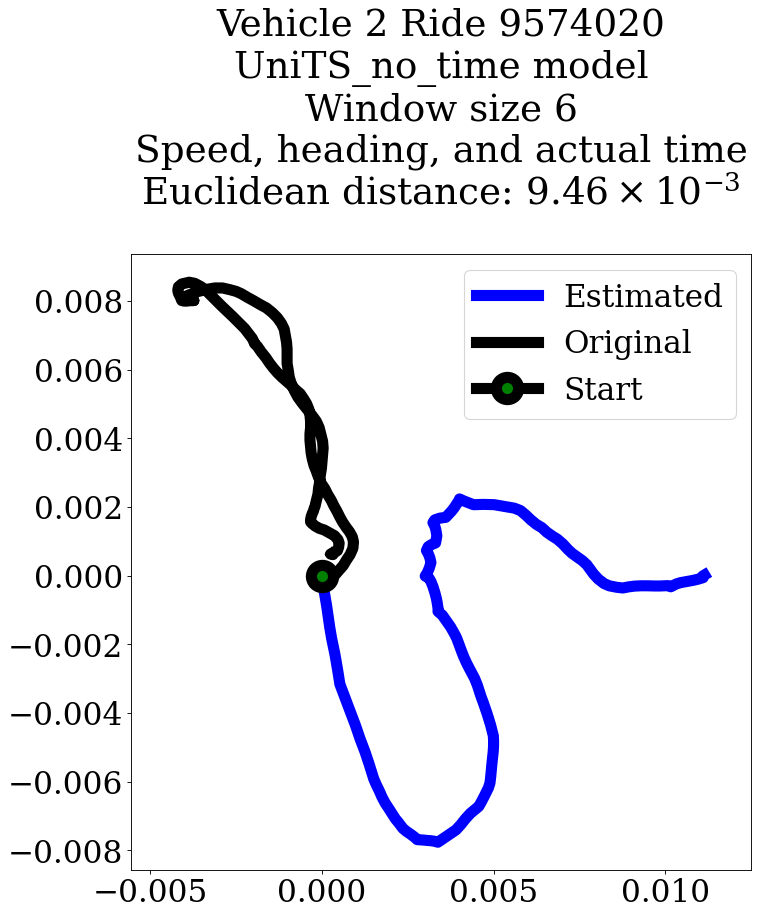 Vehicle 2 Ride 9574020
UniTS_no_time model
Window size 6
Speed, heading, and actual time
Euclidean distance: 9.46 × 10⁻³
Estimated
Original
Start
0.008
0.006
0.004
0.002
0.000
−0.002
−0.004
−0.006
−0.008
−0.005 0.000 0.005 0.010